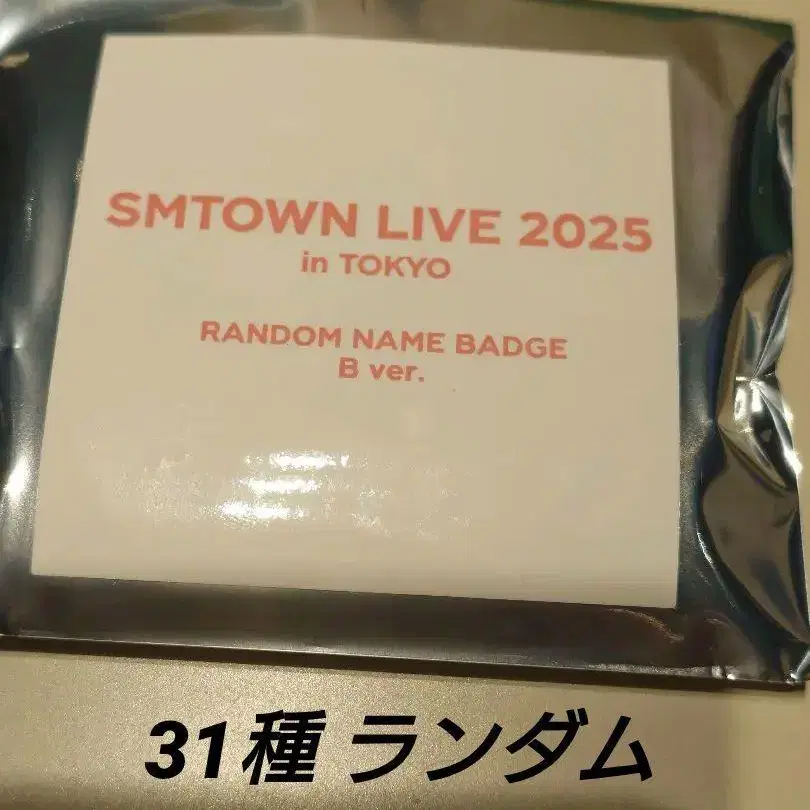 SMTOWN LIVE 2025
in TOKYO
RANDOM NAME BADGE
B ver.
31種 ランダム